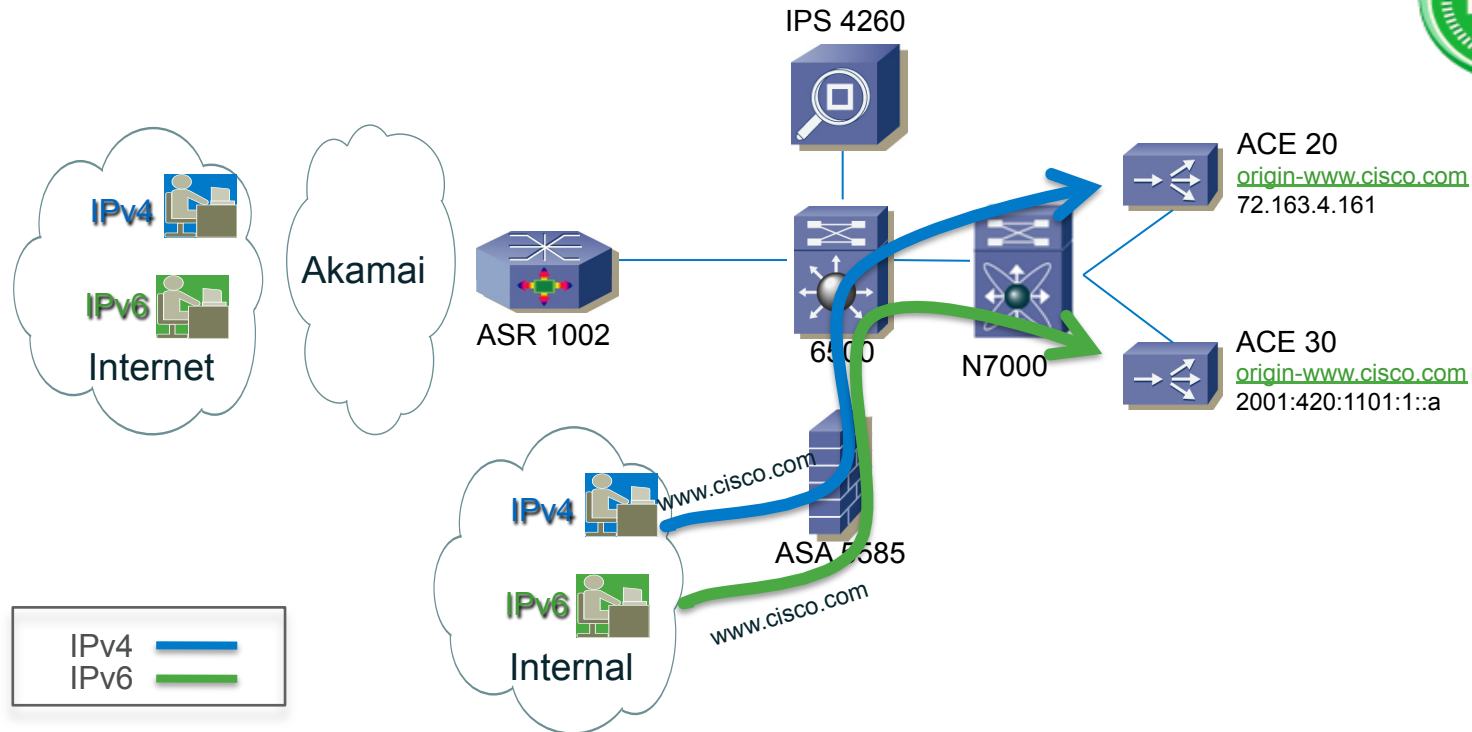 IPS 4260
ACE 20
origin-www.cisco.com
72.163.4.161
IPv4
IPv6
Internet
Akamai
ASR 1002
6500
N7000
ACE 30
origin-www.cisco.com
2001:420:1101:1::a
www.cisco.com
IPv4
ASA 5585
IPv6
www.cisco.com
Internal
IPv4
IPv6